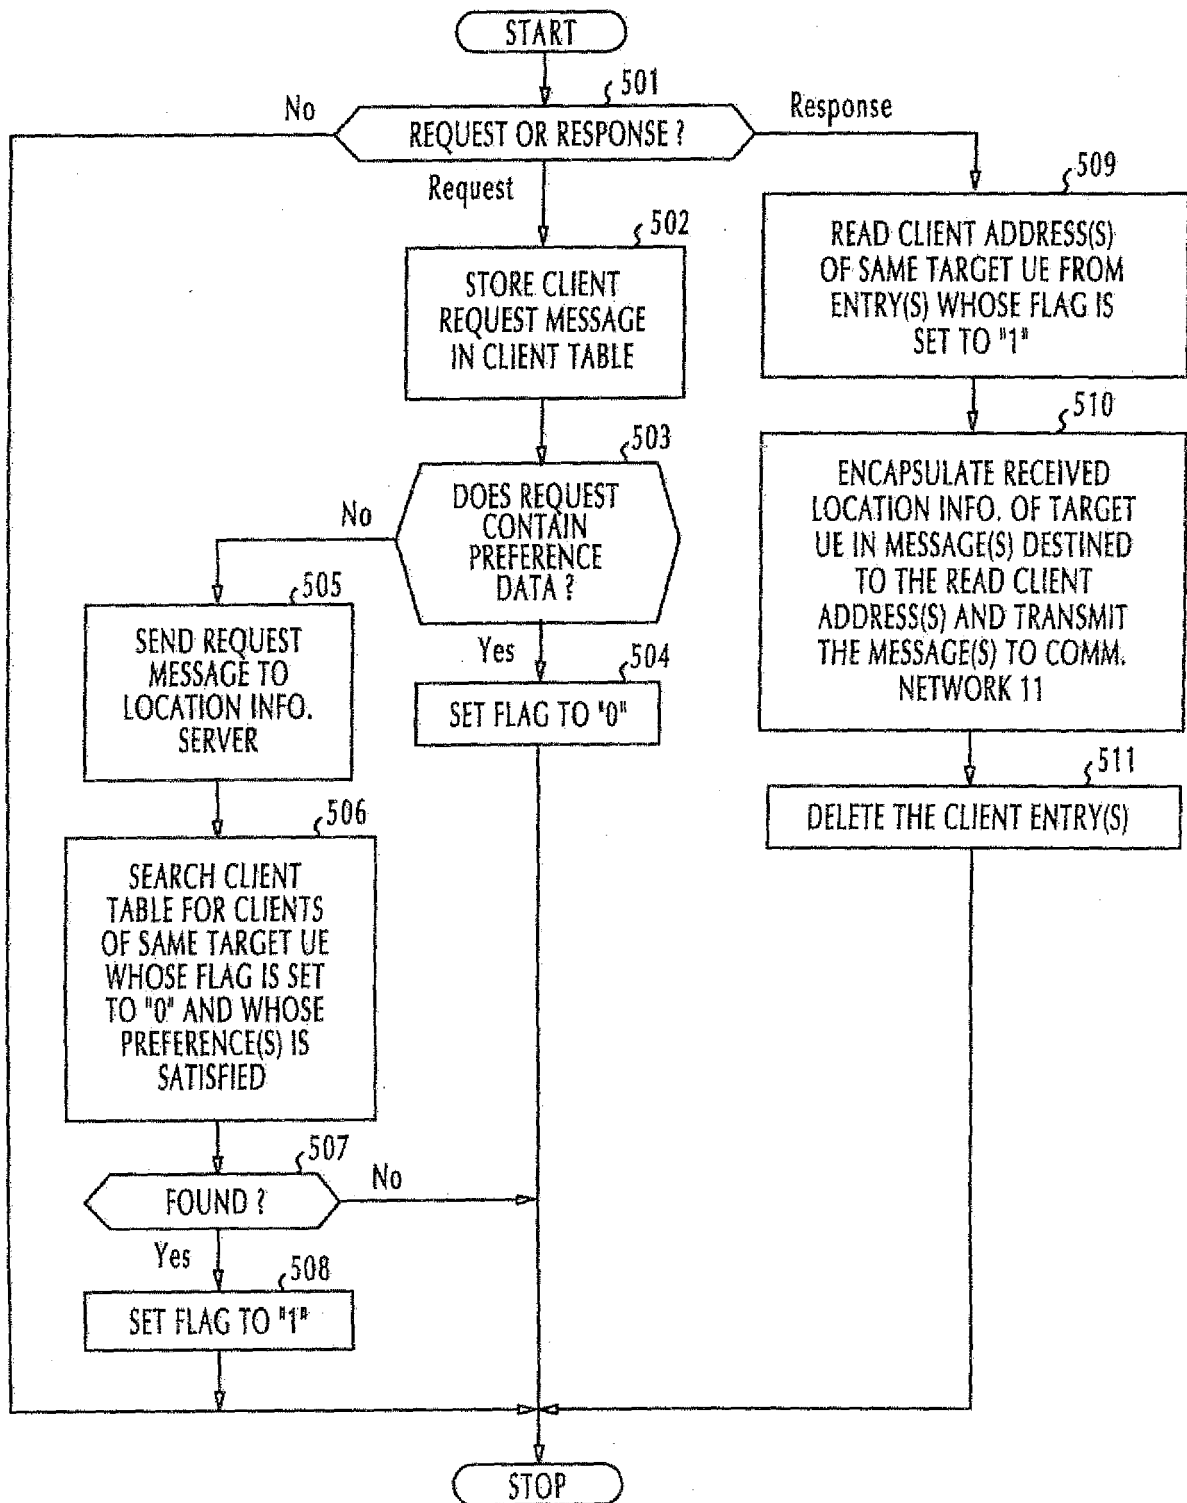 START
501
No
REQUEST OR RESPONSE ?
Response
Request
509
502
READ CLIENT ADDRESS(S)
OF SAME TARGET UE FROM
ENTRY(S) WHOSE FLAG IS
SET TO "1"
STORE CLIENT
REQUEST MESSAGE
IN CLIENT TABLE
510
503
DOES REQUEST
CONTAIN
PREFERENCE
DATA ?
No
Yes
ENCAPSULATE RECEIVED
LOCATION INFO. OF TARGET
UE IN MESSAGE(S) DESTINED
TO THE READ CLIENT
ADDRESS(S) AND TRANSMIT
THE MESSAGE(S) TO COMM.
NETWORK 11
505
SEND REQUEST
MESSAGE TO
LOCATION INFO.
SERVER
504
SET FLAG TO "0"
511
DELETE THE CLIENT ENTRY(S)
506
SEARCH CLIENT
TABLE FOR CLIENTS
OF SAME TARGET UE
WHOSE FLAG IS SET
TO "0" AND WHOSE
PREFERENCE(S) IS
SATISFIED
507
FOUND ?
No
Yes
508
SET FLAG TO "1"
STOP